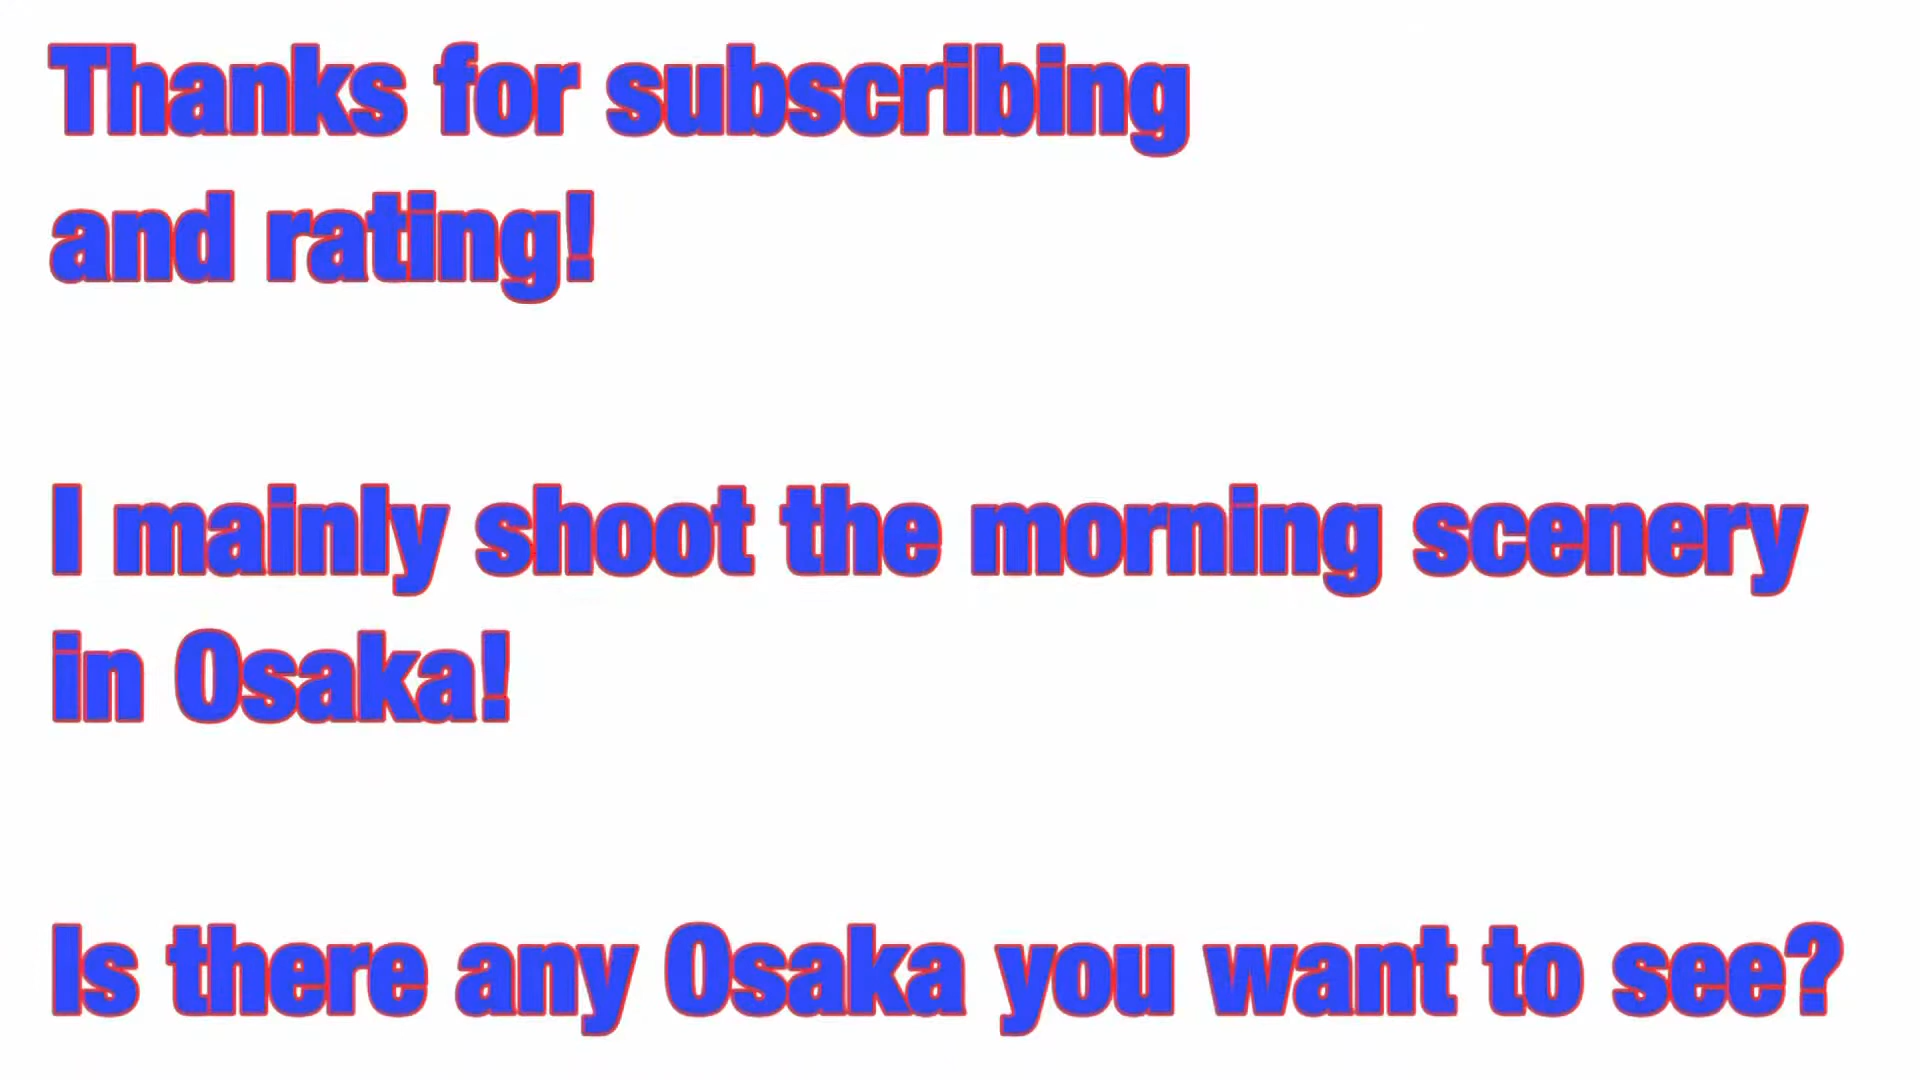 Thanks for subscribing
and rating!
I mainly shoot the morning scenery
in Osaka!
Is there any Osaka you want to see?